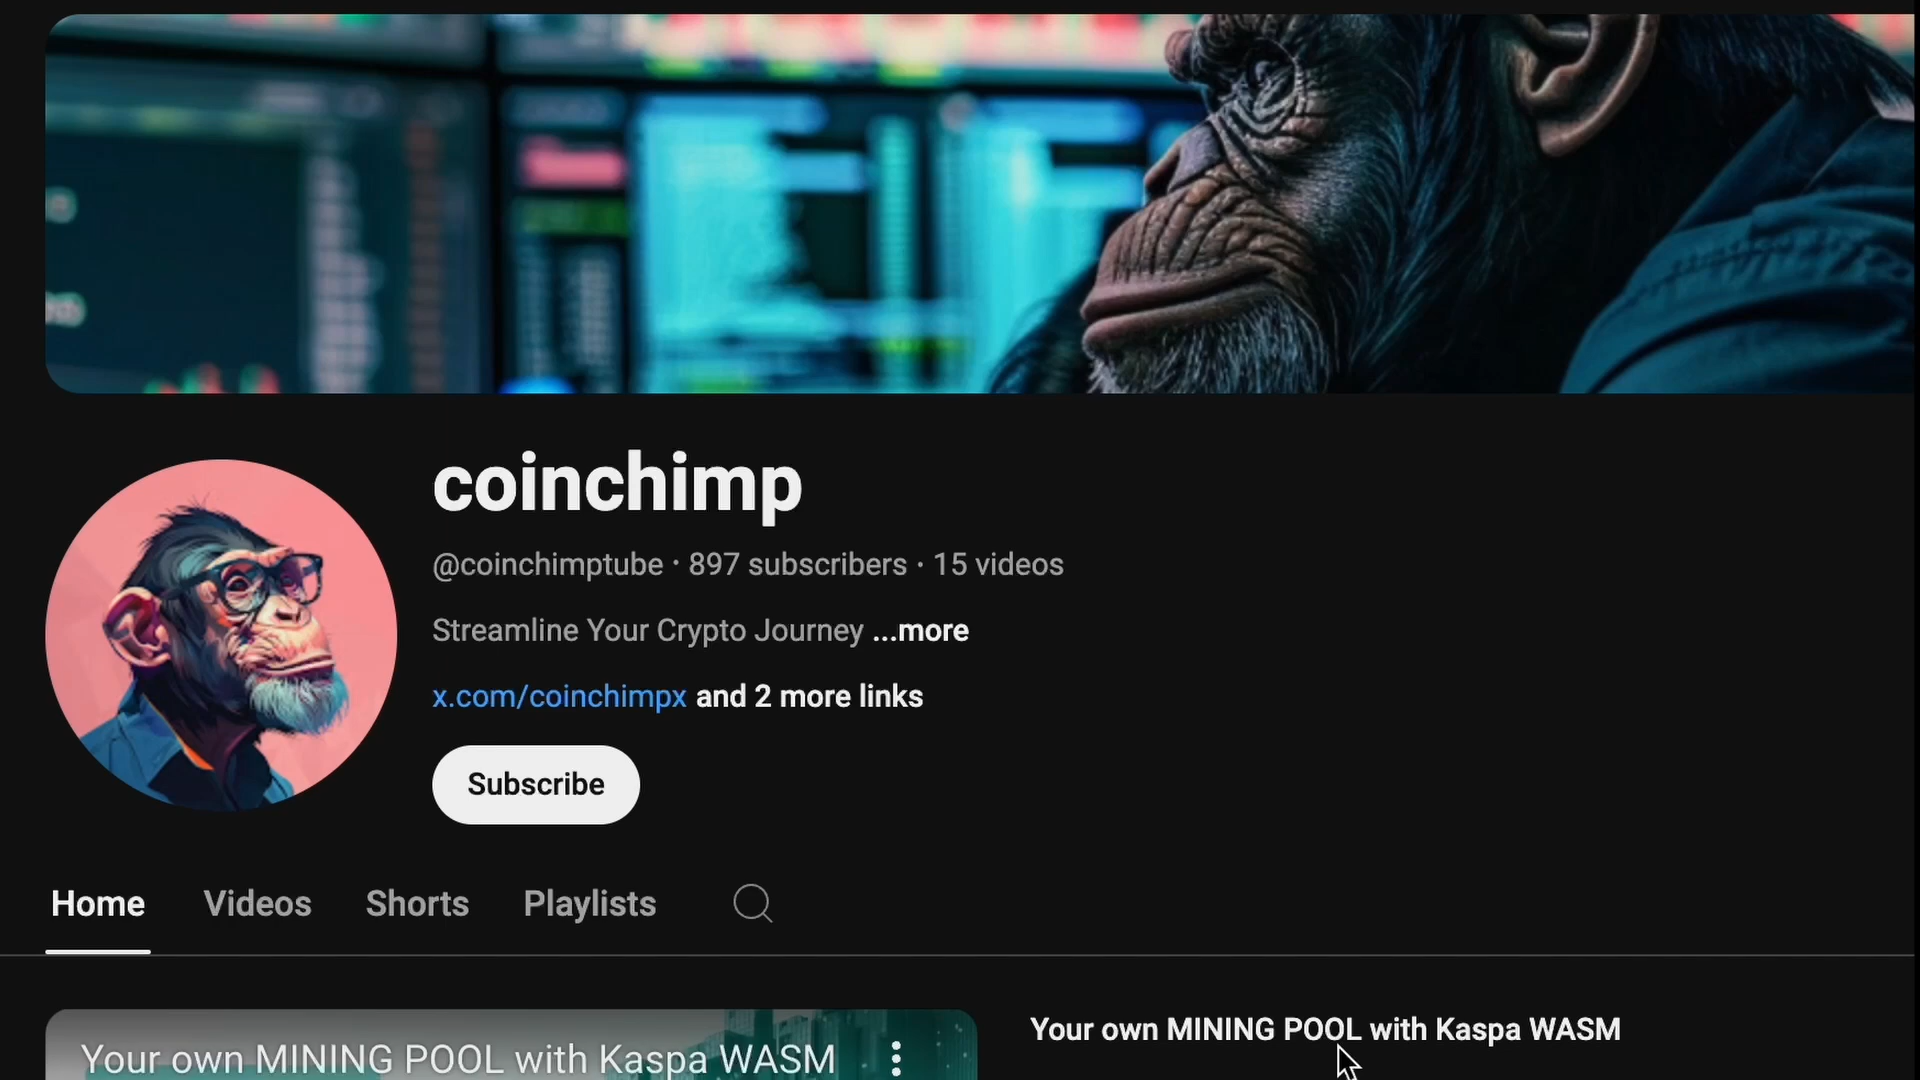 coinchimp
@coinchimptube · 897 subscribers · 15 videos
Streamline Your Crypto Journey ...more
x.com/coinchimpx and 2 more links
Subscribe
Home Videos Shorts Playlists
Your own MINING POOL with Kaspa WASM
Your own MINING POOL with Kaspa WASM